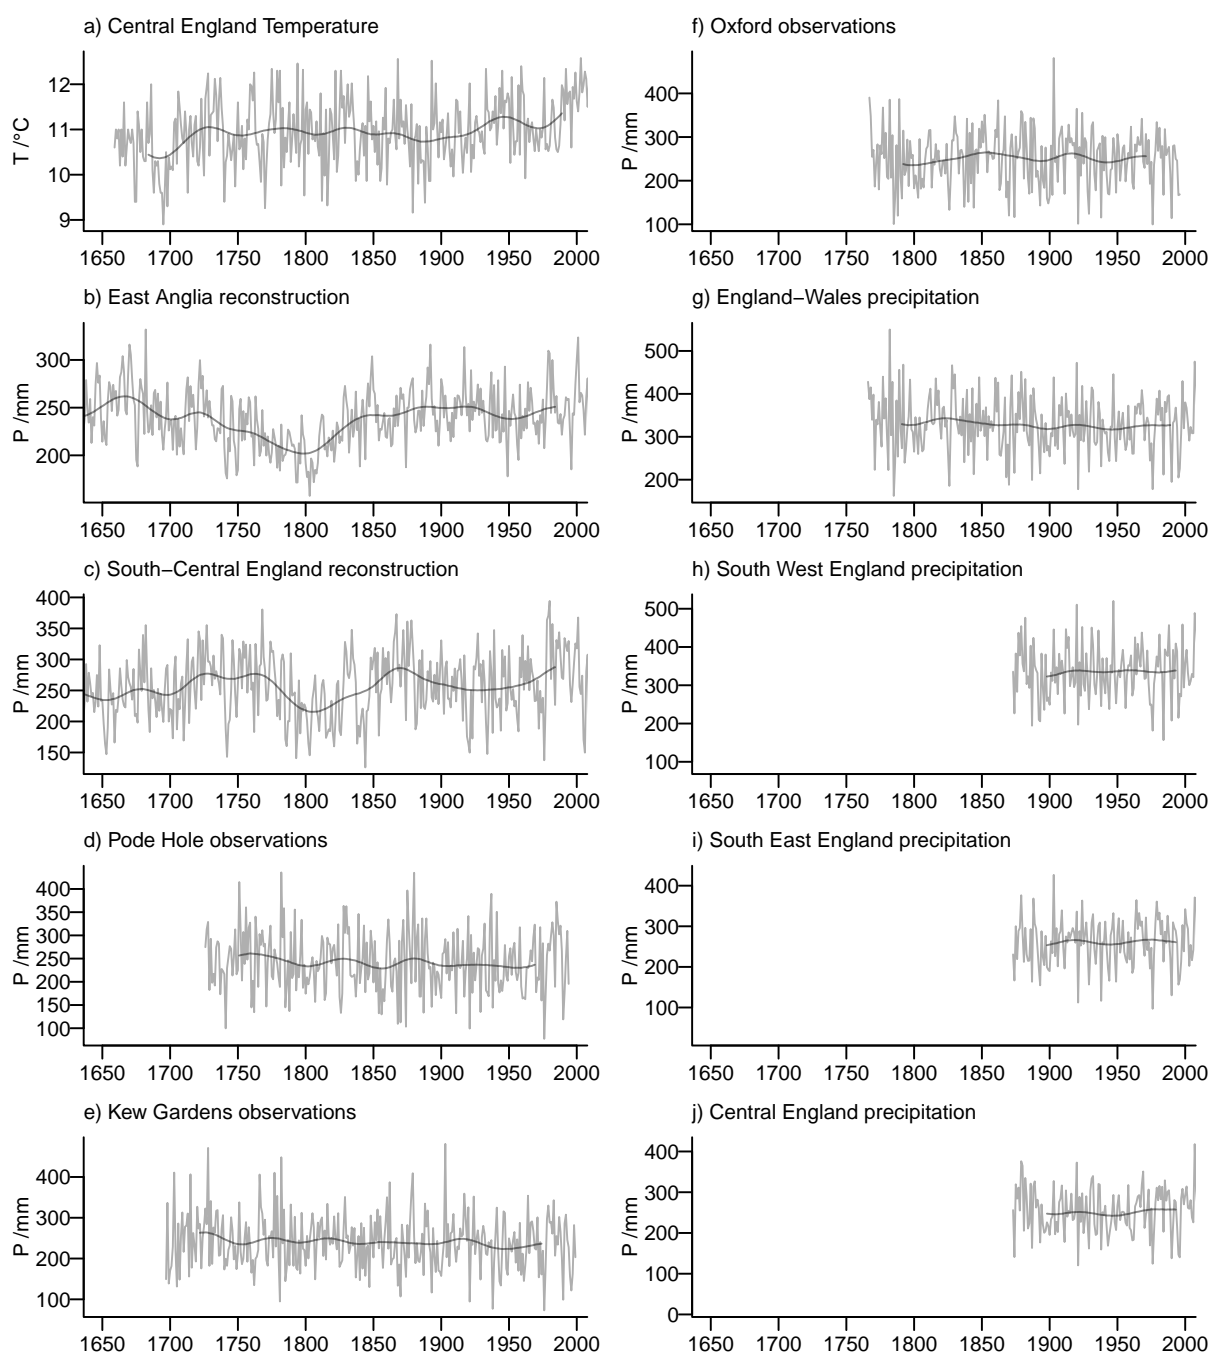 a) Central England Temperature
T /°C
12
11
10
9
1650 1700 1750 1800 1850 1900 1950 2000
b) East Anglia reconstruction
P /mm
300
250
200
1650 1700 1750 1800 1850 1900 1950 2000
c) South−Central England reconstruction
P /mm
400
350
300
250
200
150
1650 1700 1750 1800 1850 1900 1950 2000
d) Pode Hole observations
P /mm
400
350
300
250
200
150
100
1650 1700 1750 1800 1850 1900 1950 2000
e) Kew Gardens observations
P /mm
400
300
200
100
1650 1700 1750 1800 1850 1900 1950 2000
f) Oxford observations
P /mm
400
300
200
100
1650 1700 1750 1800 1850 1900 1950 2000
g) England−Wales precipitation
P /mm
500
400
300
200
1650 1700 1750 1800 1850 1900 1950 2000
h) South West England precipitation
P /mm
500
400
300
200
100
1650 1700 1750 1800 1850 1900 1950 2000
i) South East England precipitation
P /mm
400
300
200
100
1650 1700 1750 1800 1850 1900 1950 2000
j) Central England precipitation
P /mm
400
300
200
100
0
1650 1700 1750 1800 1850 1900 1950 2000